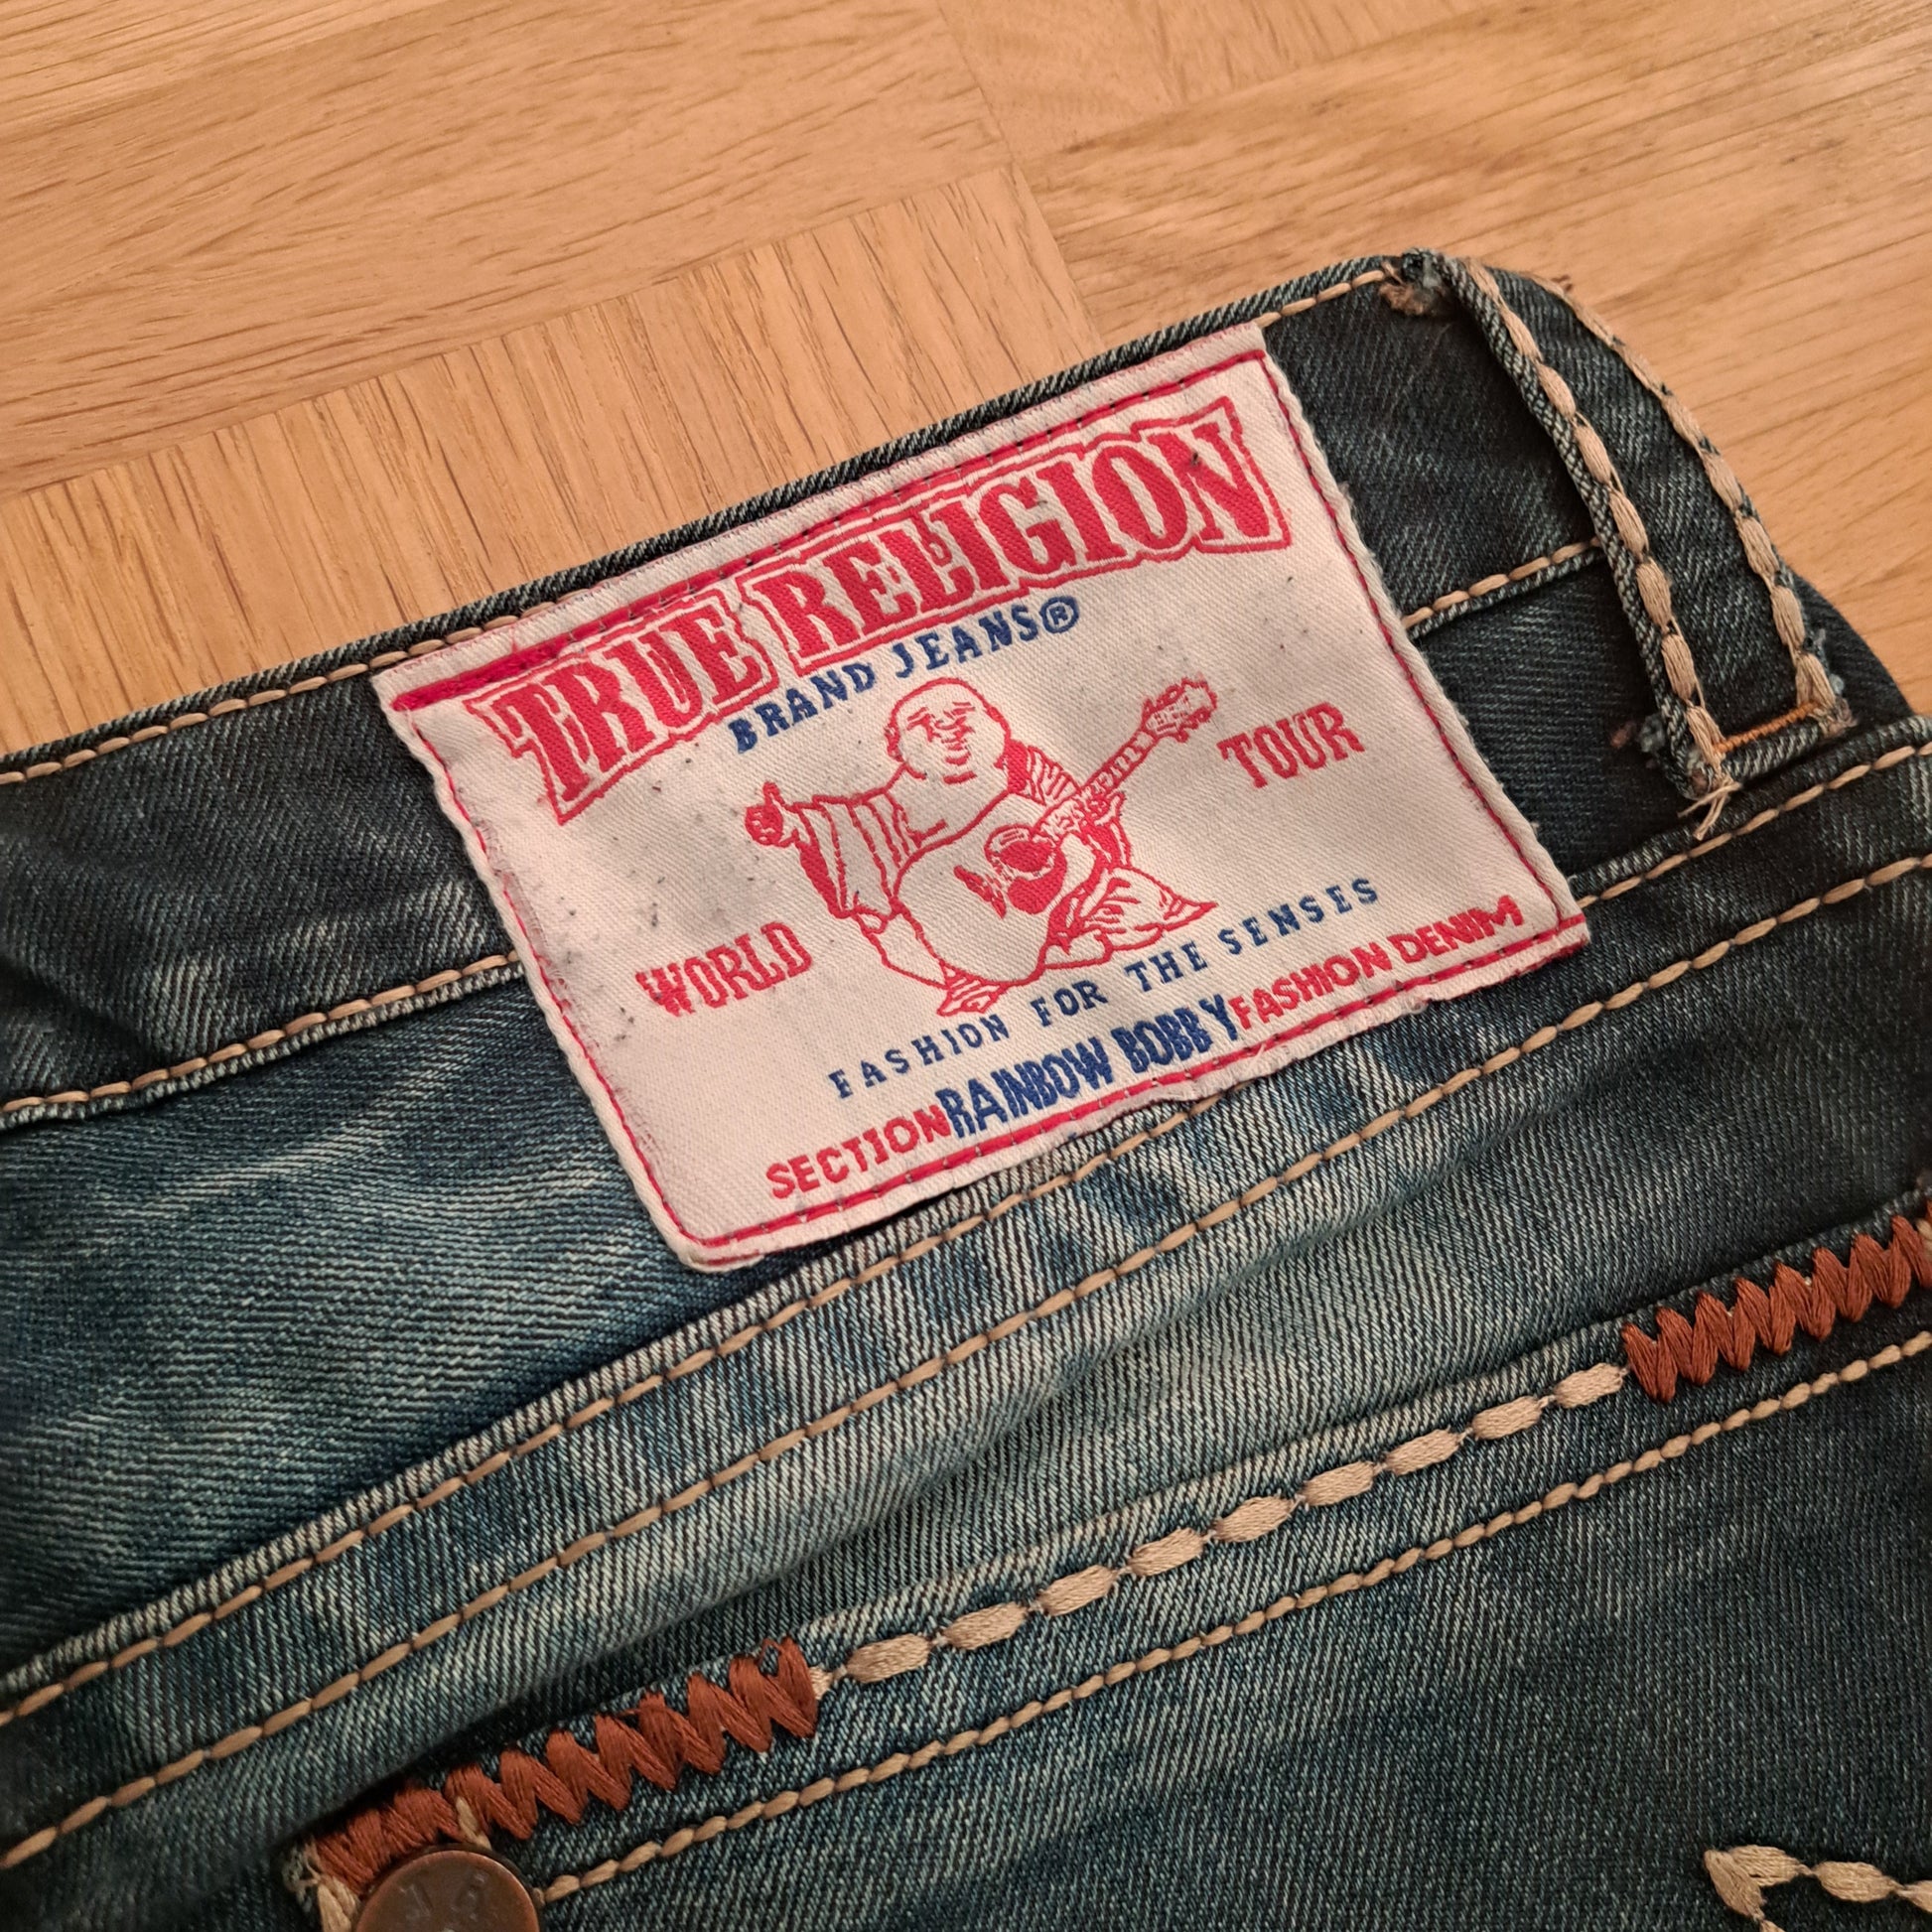 TRUE RELIGION
BRAND JEANS®
WORLD TOUR
FASHION FOR THE SENSES
SECTION RAINBOW BOBBY FASHION DENIM